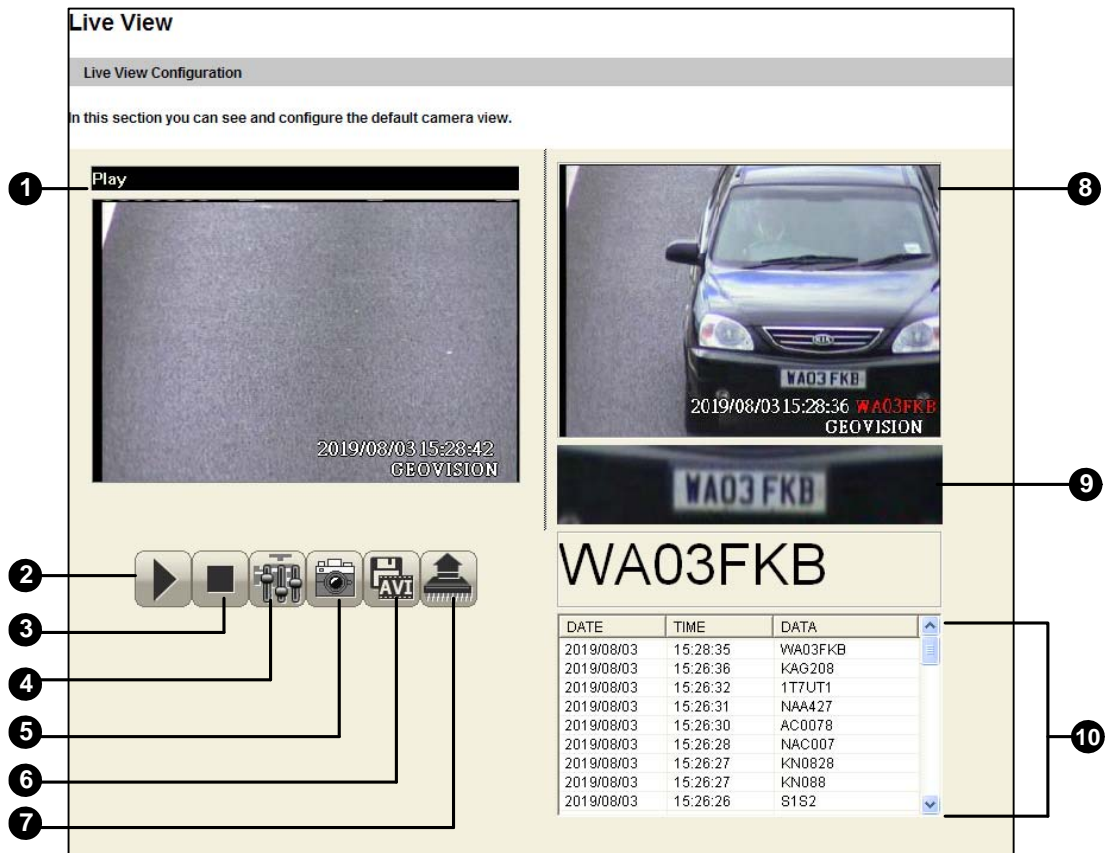 Live View
Live View Configuration
In this section you can see and configure the default camera view.
1
Play
2019/08/03 15:28:42
GEOVISION
2
AVI
3
4
5
6
7
KIA
WA03 FKB
2019/08/03 15:28:36 WA03FKB
GEOVISION
8
WA03 FKB
9
WA03FKB
DATE TIME DATA
2019/08/03 15:28:35 WA03FKB
2019/08/03 15:26:36 KAG208
2019/08/03 15:26:32 1T7UT1
2019/08/03 15:26:31 NAA427
2019/08/03 15:26:30 AC0078
2019/08/03 15:26:28 NAC007
2019/08/03 15:26:27 KN0828
2019/08/03 15:26:27 KN088
2019/08/03 15:26:26 S1S2
10